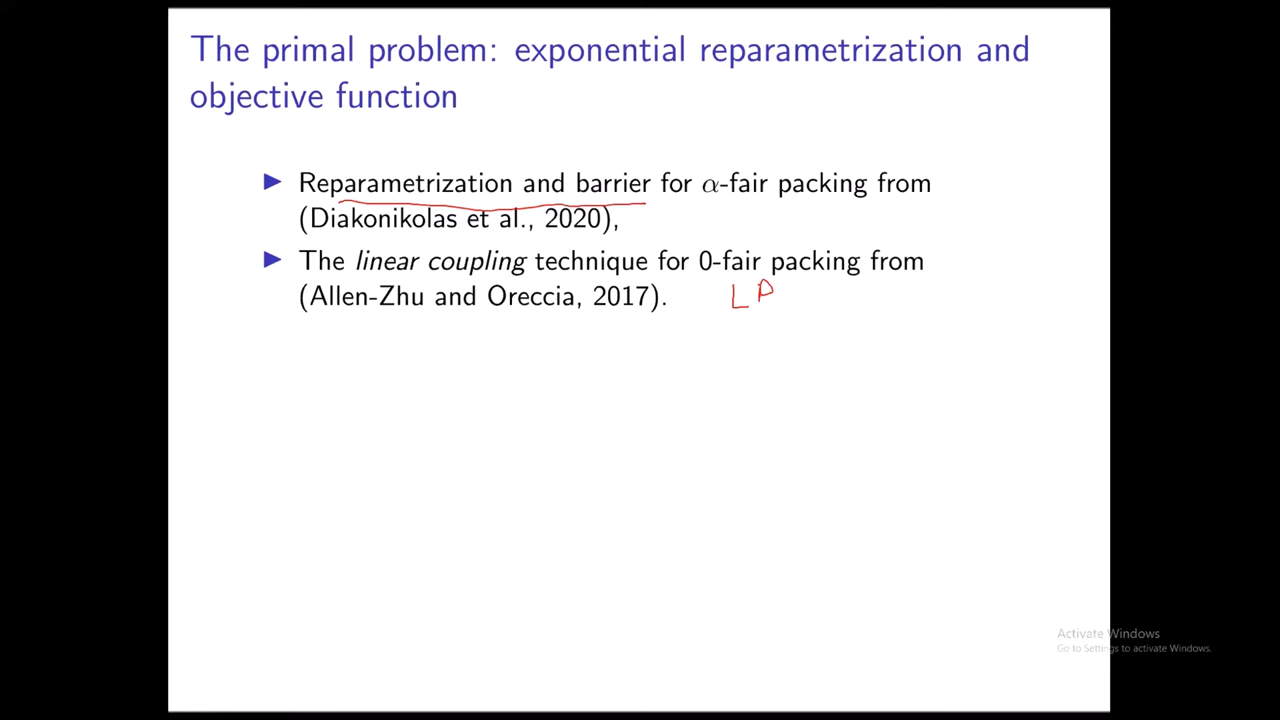 The primal problem: exponential reparametrization and
objective function
▶ Reparametrization and barrier for α-fair packing from
(Diakonikolas et al., 2020),
▶ The linear coupling technique for 0-fair packing from
(Allen-Zhu and Oreccia, 2017).
LP
Activate Windows
Go to Settings to activate Windows.